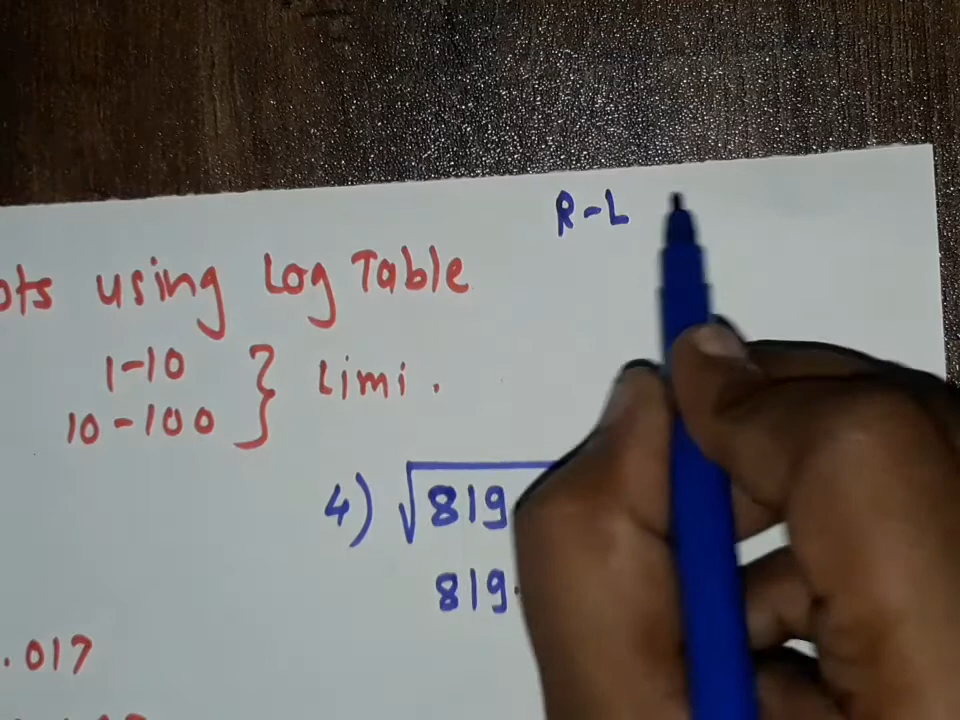 R-L
ots using Log Table
1-10
10-100 } Limi.
4) √819
819.
.017